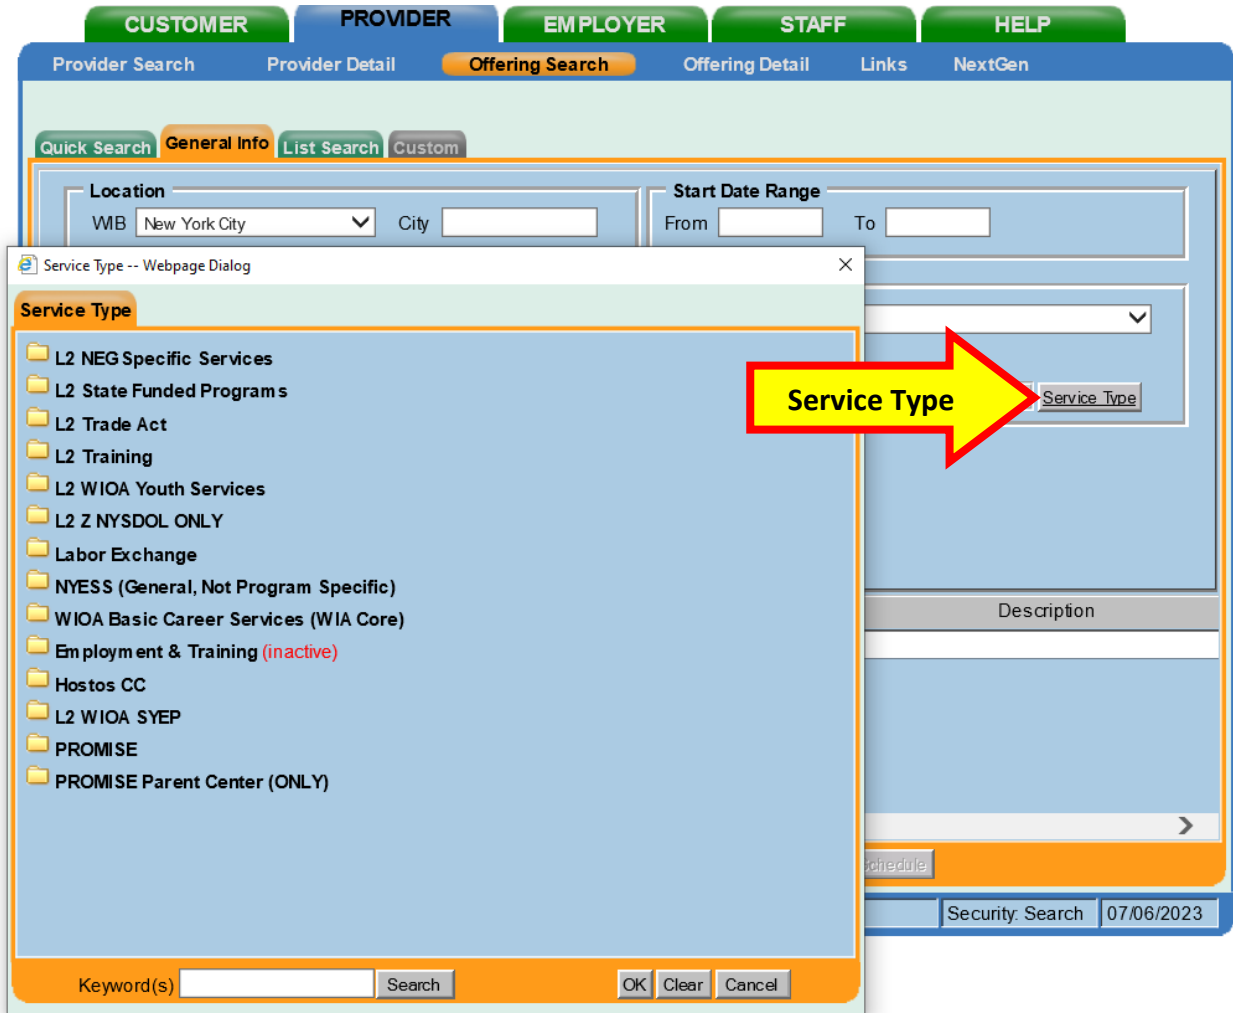 CUSTOMER PROVIDER EMPLOYER STAFF HELP
Provider Search Provider Detail Offering Search Offering Detail Links NextGen
Quick Search General Info List Search Custom
Location Start Date Range
WIB New York City City From To
Service Type -- Webpage Dialog
Service Type
L2 NEG Specific Services
L2 State Funded Programs
L2 Trade Act
L2 Training
L2 WIOA Youth Services
L2 Z NYSDOL ONLY
Labor Exchange
NYESS (General, Not Program Specific)
WIOA Basic Career Services (WIA Core)
Employment & Training (inactive)
Hostos CC
L2 WIOA SYEP
PROMISE
PROMISE Parent Center (ONLY)
Keyword(s) Search OK Clear Cancel
Service Type Service Type
Description
Schedule
Security: Search 07/06/2023